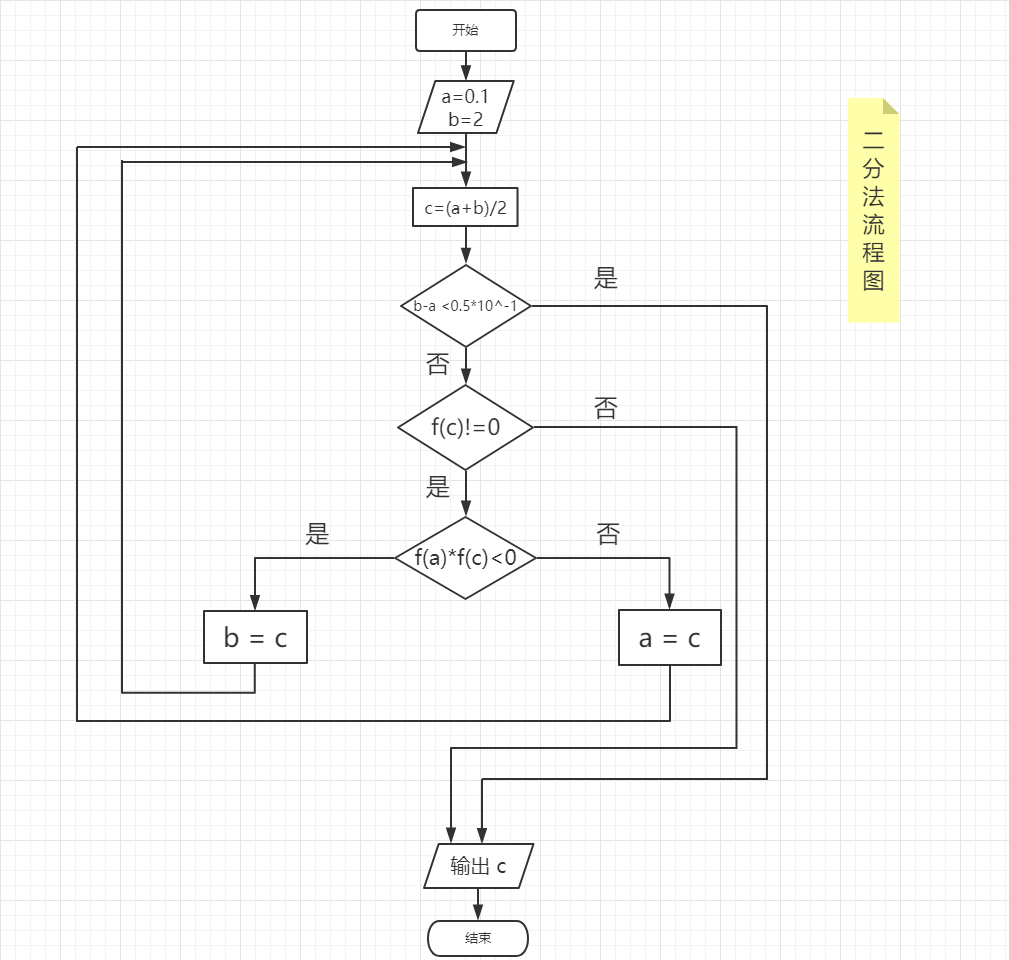 开始
a=0.1
b=2
c=(a+b)/2
b-a <0.5*10^-1
是
否
f(c)!=0
否
是
f(a)*f(c)<0
是
否
b = c
a = c
输出 c
结束
二分法流程图